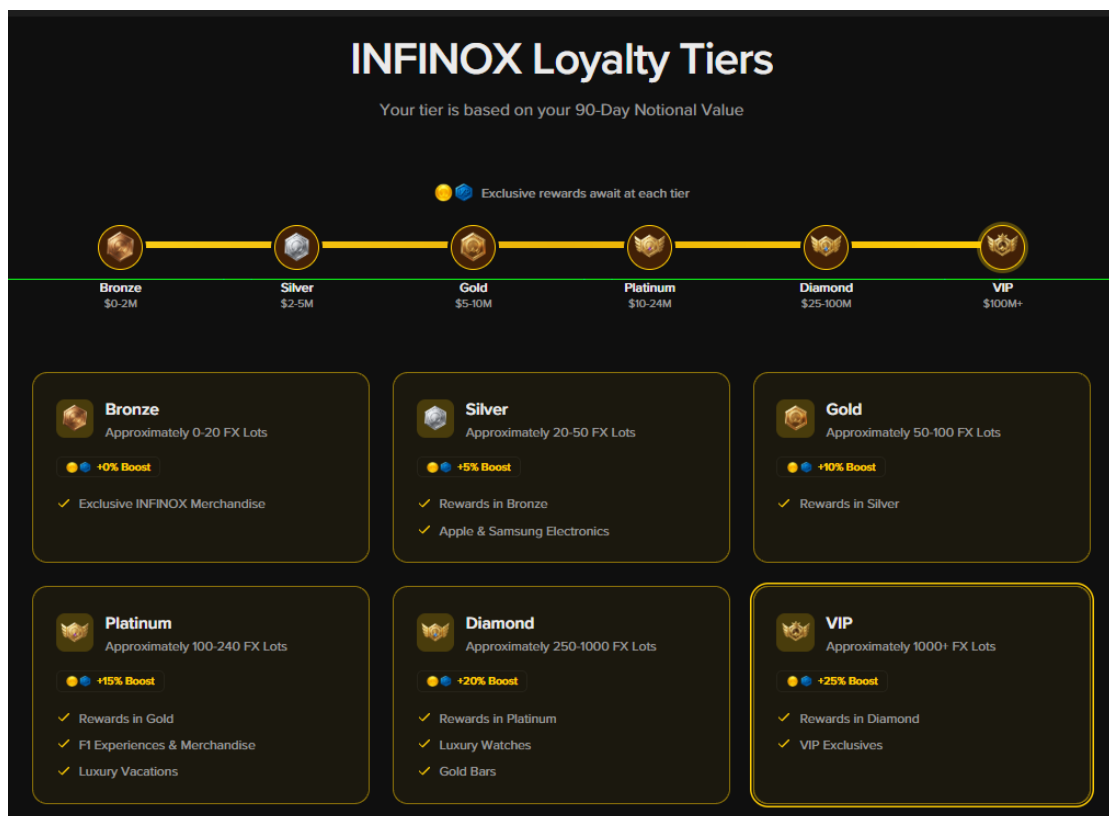 INFINOX Loyalty Tiers
Your tier is based on your 90-Day Notional Value
Exclusive rewards await at each tier
Bronze
$0-2M
Silver
$2-5M
Gold
$5-10M
Platinum
$10-24M
Diamond
$25-100M
VIP
$100M+
Bronze
Approximately 0-20 FX Lots
+0% Boost
Exclusive INFINOX Merchandise
Silver
Approximately 20-50 FX Lots
+5% Boost
Rewards in Bronze
Apple & Samsung Electronics
Gold
Approximately 50-100 FX Lots
+10% Boost
Rewards in Silver
Platinum
Approximately 100-240 FX Lots
+15% Boost
Rewards in Gold
F1 Experiences & Merchandise
Luxury Vacations
Diamond
Approximately 250-1000 FX Lots
+20% Boost
Rewards in Platinum
Luxury Watches
Gold Bars
VIP
Approximately 1000+ FX Lots
+25% Boost
Rewards in Diamond
VIP Exclusives